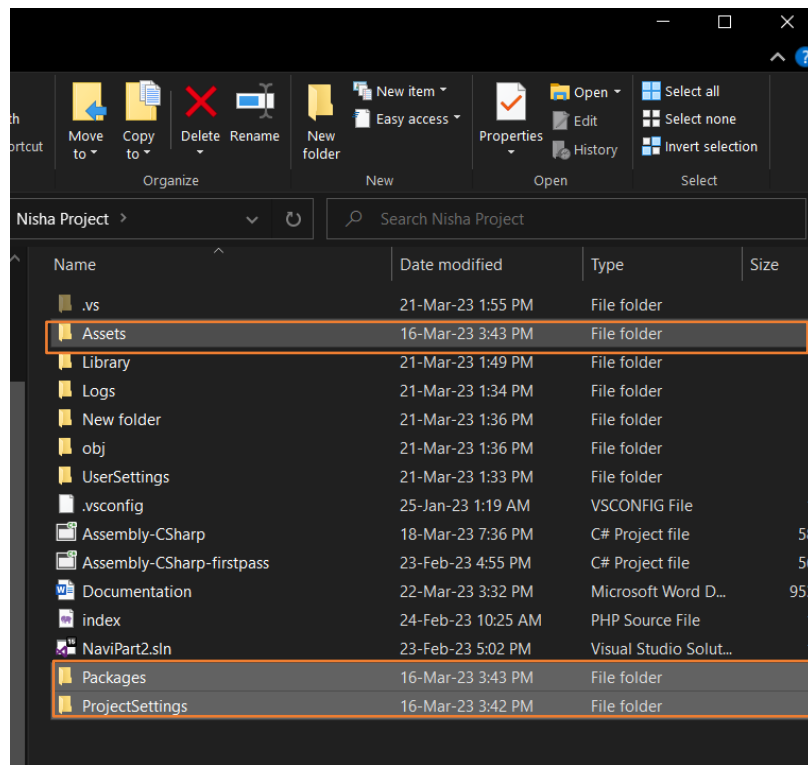 New item
Open
Select all
Easy access
Edit
Select none
Move to
Copy to
Delete
Rename
New folder
Properties
History
Invert selection
Organize
New
Open
Select
Nisha Project
Search Nisha Project
Name Date modified Type Size
.vs 21-Mar-23 1:55 PM File folder
Assets 16-Mar-23 3:43 PM File folder
Library 21-Mar-23 1:49 PM File folder
Logs 21-Mar-23 1:34 PM File folder
New folder 21-Mar-23 1:36 PM File folder
obj 21-Mar-23 1:36 PM File folder
UserSettings 21-Mar-23 1:33 PM File folder
.vsconfig 25-Jan-23 1:19 AM VSCONFIG File
Assembly-CSharp 18-Mar-23 7:36 PM C# Project file
Assembly-CSharp-firstpass 23-Feb-23 4:55 PM C# Project file
Documentation 22-Mar-23 3:32 PM Microsoft Word D...
index 24-Feb-23 10:25 AM PHP Source File
NaviPart2.sln 23-Feb-23 5:02 PM Visual Studio Solut...
Packages 16-Mar-23 3:43 PM File folder
ProjectSettings 16-Mar-23 3:42 PM File folder